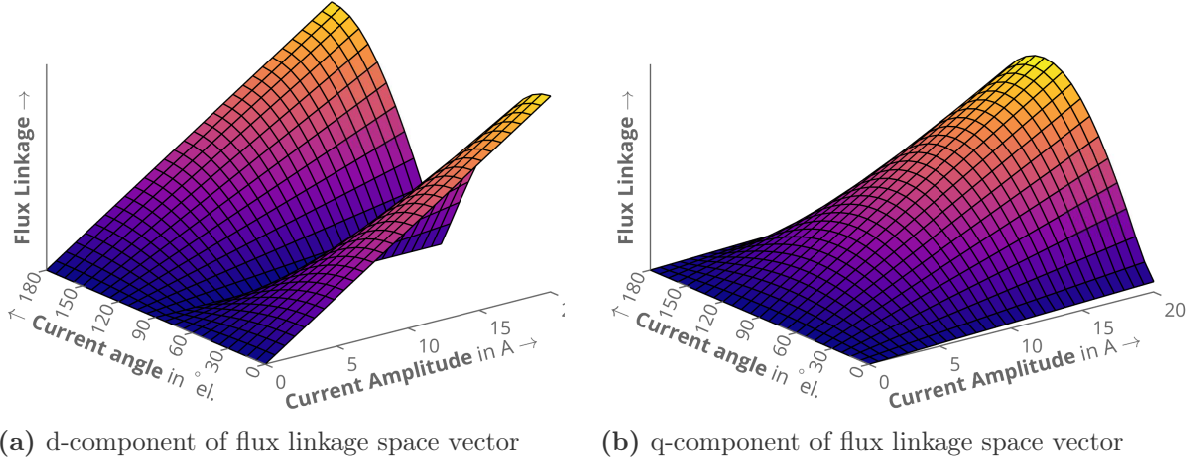 Flux Linkage →
← Current angle in °el.
180
150
120
90
60
30
0
0
5
10
15
Current Amplitude in A →
(a) d-component of flux linkage space vector
Flux Linkage →
← Current angle in °el.
180
150
120
90
60
30
0
0
5
10
15
20
Current Amplitude in A →
(b) q-component of flux linkage space vector